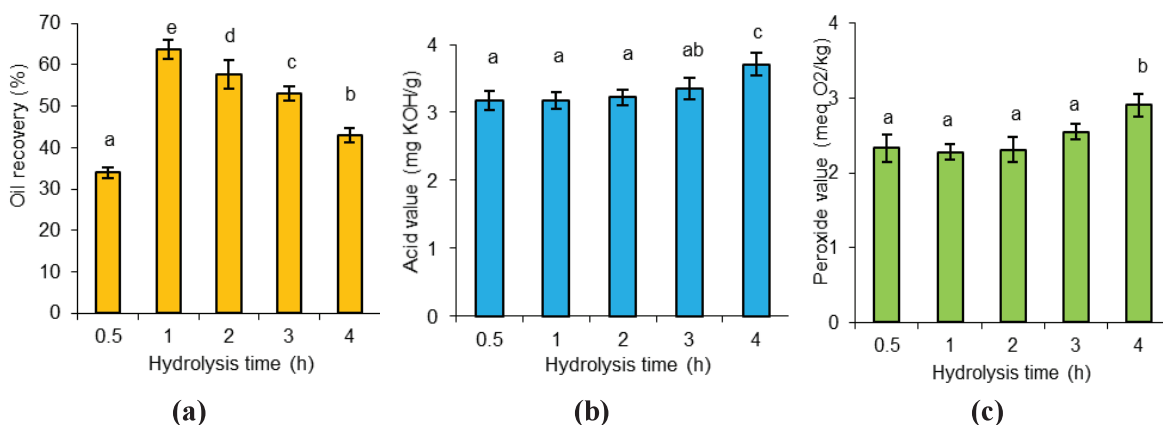 70
60
50
40
30
20
10
0
Oil recovery (%)
a
e
d
c
b
0.5 1 2 3 4
Hydrolysis time (h)
(a)
4
3
2
1
0
Acid value (mg KOH/g)
a
a
a
ab
c
0.5 1 2 3 4
Hydrolysis time (h)
(b)
4
3
2
1
0
Peroxide value (meq O2/kg)
a
a
a
a
b
0.5 1 2 3 4
Hydrolysis time (h)
(c)